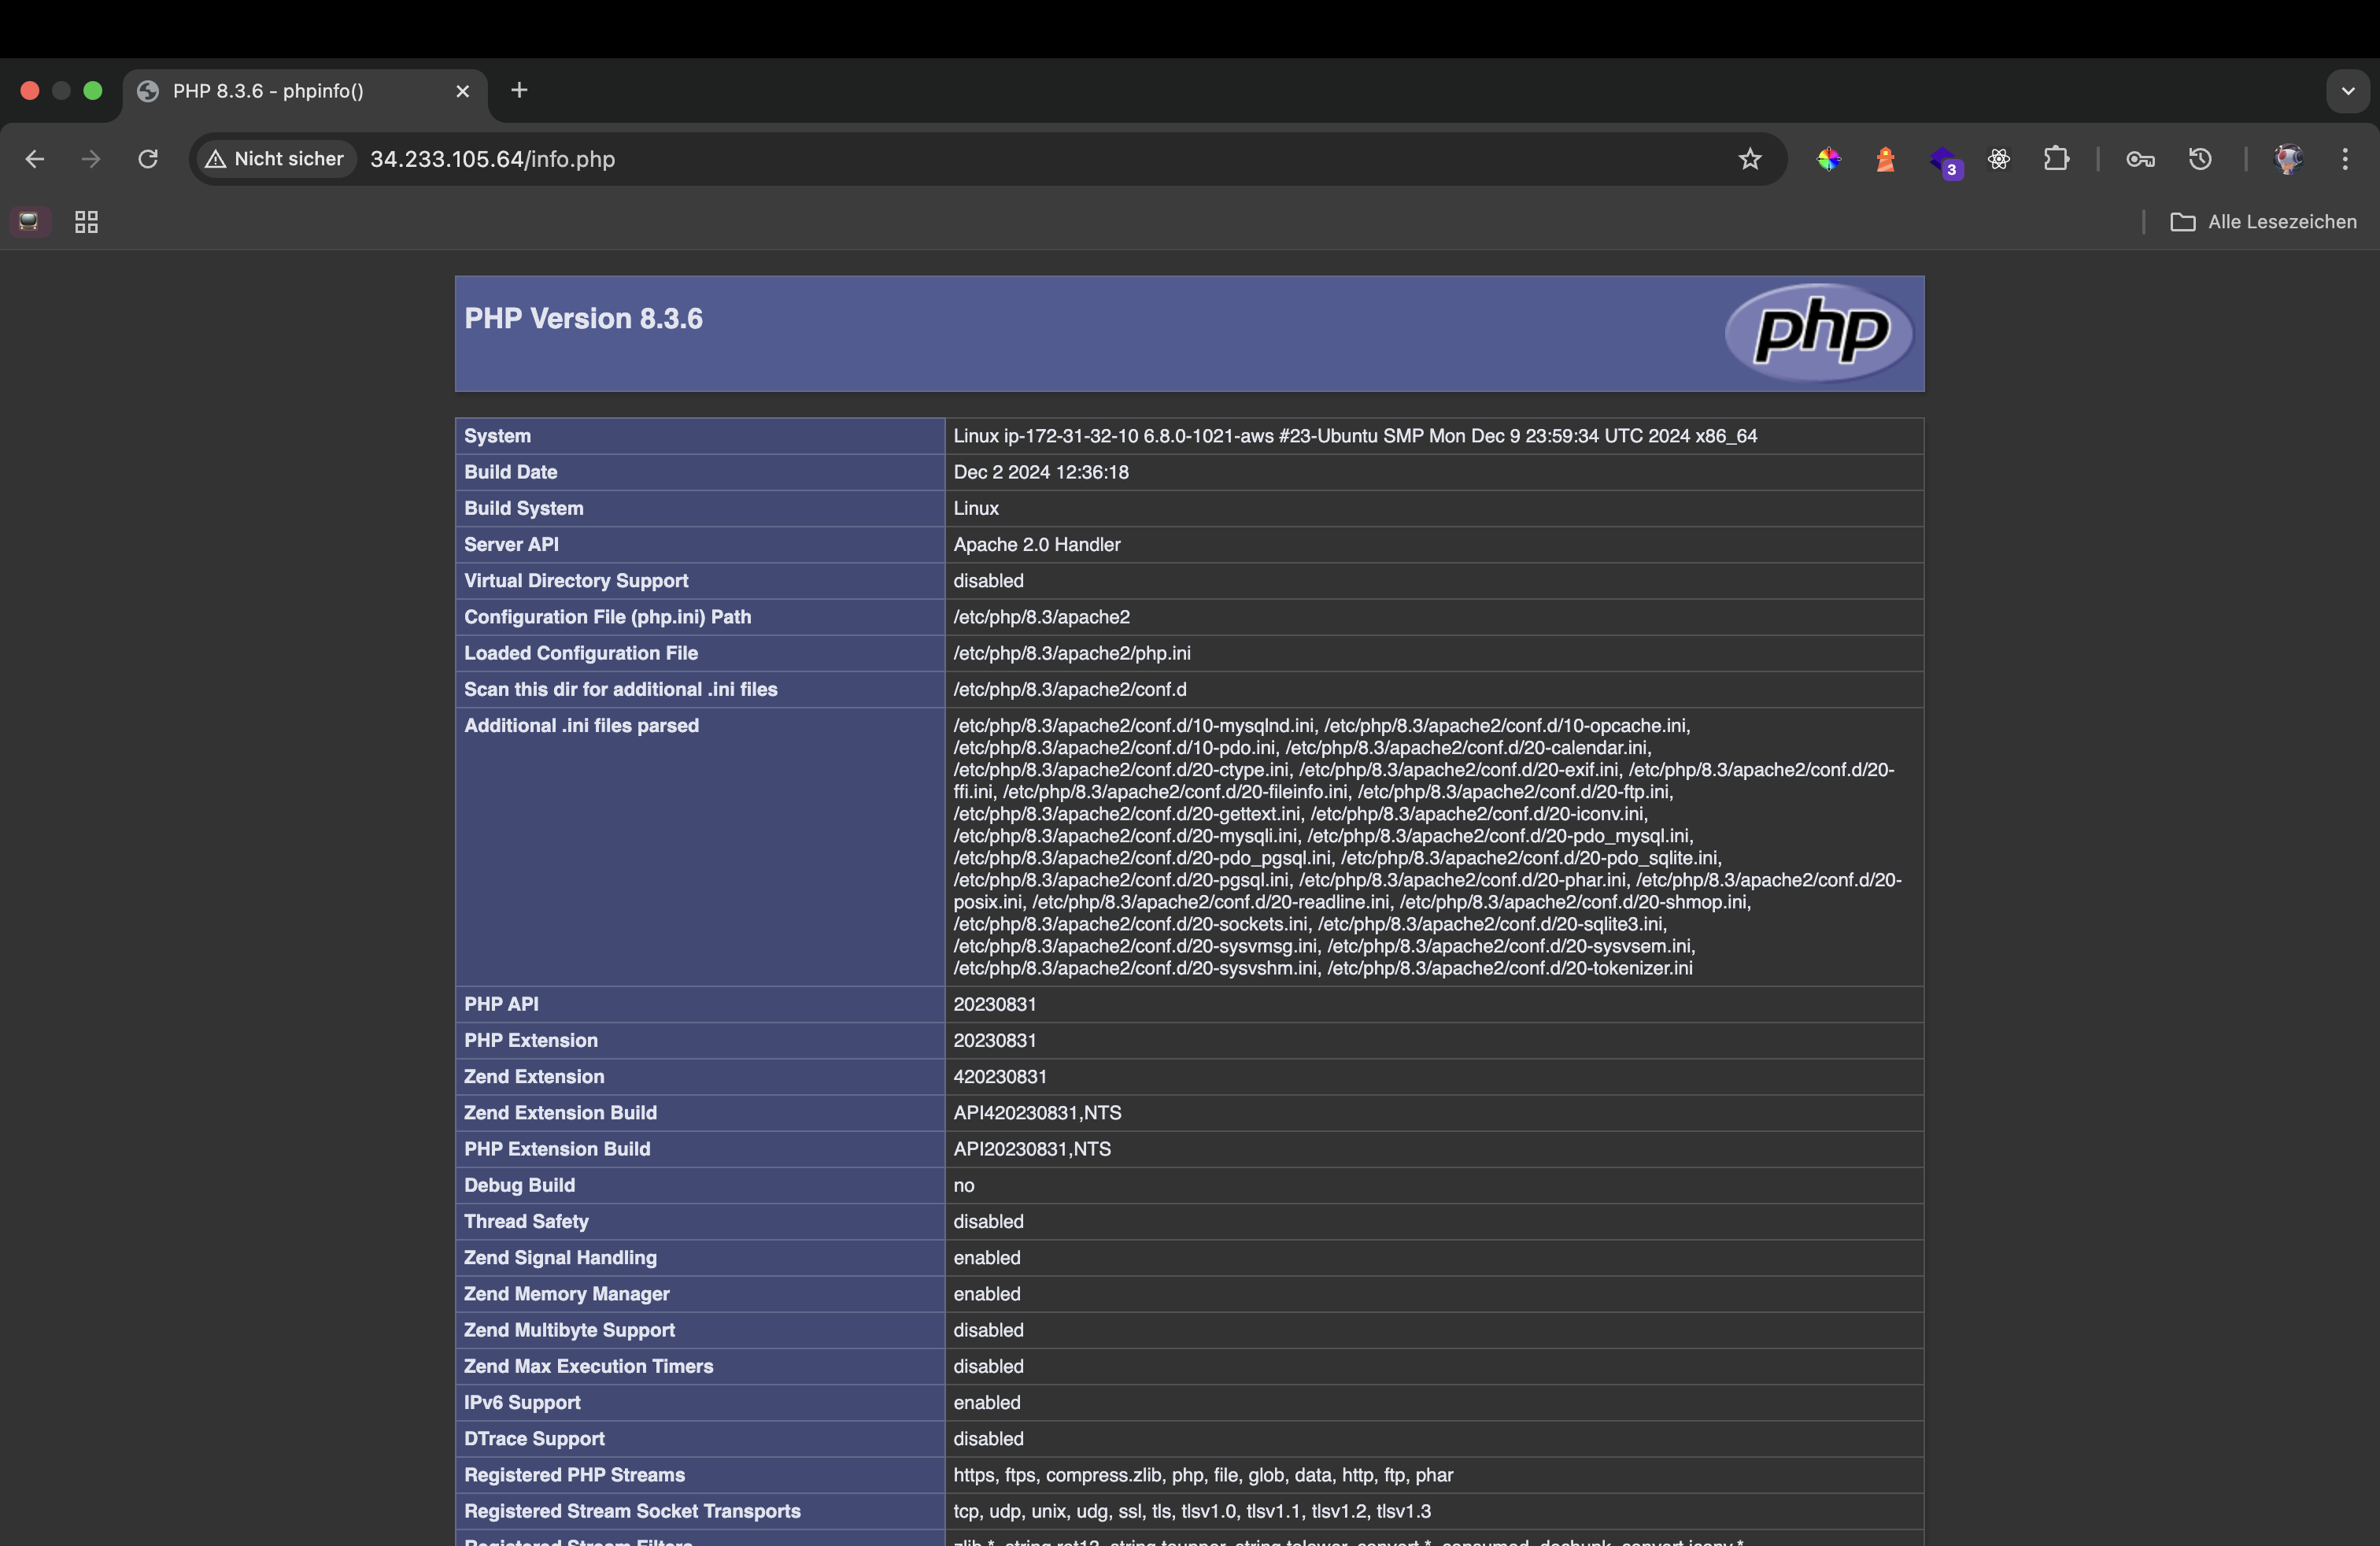 PHP 8.3.6 - phpinfo()
Nicht sicher
34.233.105.64/info.php
3
Alle Lesezeichen
PHP Version 8.3.6
php
System
Linux ip-172-31-32-10 6.8.0-1021-aws #23-Ubuntu SMP Mon Dec 9 23:59:34 UTC 2024 x86_64
Build Date
Dec 2 2024 12:36:18
Build System
Linux
Server API
Apache 2.0 Handler
Virtual Directory Support
disabled
Configuration File (php.ini) Path
/etc/php/8.3/apache2
Loaded Configuration File
/etc/php/8.3/apache2/php.ini
Scan this dir for additional .ini files
/etc/php/8.3/apache2/conf.d
Additional .ini files parsed
/etc/php/8.3/apache2/conf.d/10-mysqlnd.ini, /etc/php/8.3/apache2/conf.d/10-opcache.ini,
/etc/php/8.3/apache2/conf.d/10-pdo.ini, /etc/php/8.3/apache2/conf.d/20-calendar.ini,
/etc/php/8.3/apache2/conf.d/20-ctype.ini, /etc/php/8.3/apache2/conf.d/20-exif.ini, /etc/php/8.3/apache2/conf.d/20-
ffi.ini, /etc/php/8.3/apache2/conf.d/20-fileinfo.ini, /etc/php/8.3/apache2/conf.d/20-ftp.ini,
/etc/php/8.3/apache2/conf.d/20-gettext.ini, /etc/php/8.3/apache2/conf.d/20-iconv.ini,
/etc/php/8.3/apache2/conf.d/20-mysqli.ini, /etc/php/8.3/apache2/conf.d/20-pdo_mysql.ini,
/etc/php/8.3/apache2/conf.d/20-pdo_pgsql.ini, /etc/php/8.3/apache2/conf.d/20-pdo_sqlite.ini,
/etc/php/8.3/apache2/conf.d/20-pgsql.ini, /etc/php/8.3/apache2/conf.d/20-phar.ini, /etc/php/8.3/apache2/conf.d/20-
posix.ini, /etc/php/8.3/apache2/conf.d/20-readline.ini, /etc/php/8.3/apache2/conf.d/20-shmop.ini,
/etc/php/8.3/apache2/conf.d/20-sockets.ini, /etc/php/8.3/apache2/conf.d/20-sqlite3.ini,
/etc/php/8.3/apache2/conf.d/20-sysvmsg.ini, /etc/php/8.3/apache2/conf.d/20-sysvsem.ini,
/etc/php/8.3/apache2/conf.d/20-sysvshm.ini, /etc/php/8.3/apache2/conf.d/20-tokenizer.ini
PHP API
20230831
PHP Extension
20230831
Zend Extension
420230831
Zend Extension Build
API420230831,NTS
PHP Extension Build
API20230831,NTS
Debug Build
no
Thread Safety
disabled
Zend Signal Handling
enabled
Zend Memory Manager
enabled
Zend Multibyte Support
disabled
Zend Max Execution Timers
disabled
IPv6 Support
enabled
DTrace Support
disabled
Registered PHP Streams
https, ftps, compress.zlib, php, file, glob, data, http, ftp, phar
Registered Stream Socket Transports
tcp, udp, unix, udg, ssl, tls, tlsv1.0, tlsv1.1, tlsv1.2, tlsv1.3
Registered Stream Filters
zlib.*, string.rot13, string.toupper, string.tolower, convert.*, consumed, dechunk, convert.iconv.*